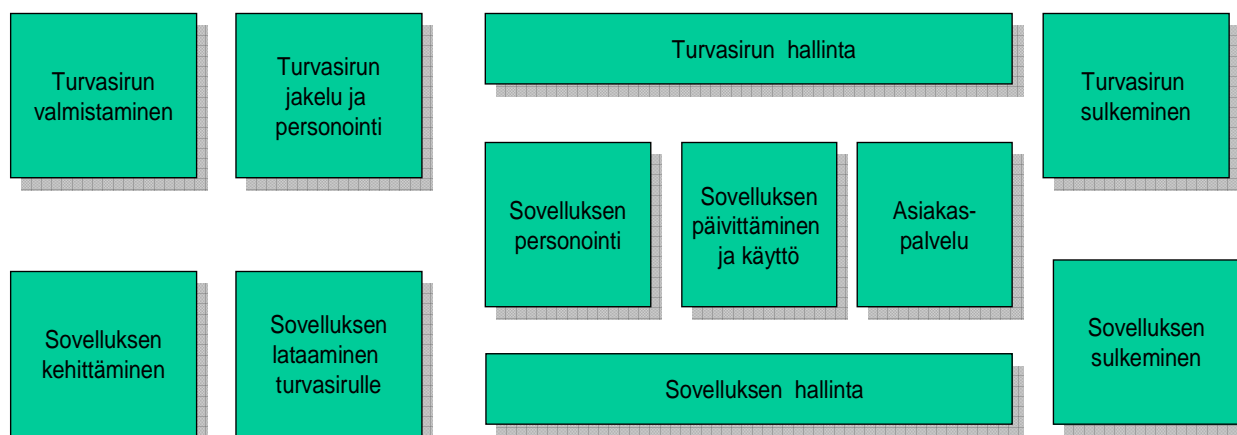 Turvasirun
valmistaminen
Turvasirun
jakelu ja
personointi
Turvasirun hallinta
Turvasirun
sulkeminen
Sovelluksen
personointi
Sovelluksen
päivittäminen
ja käyttö
Asiakas-
palvelu
Sovelluksen
kehittäminen
Sovelluksen
lataaminen
turvasirulle
Sovelluksen hallinta
Sovelluksen
sulkeminen